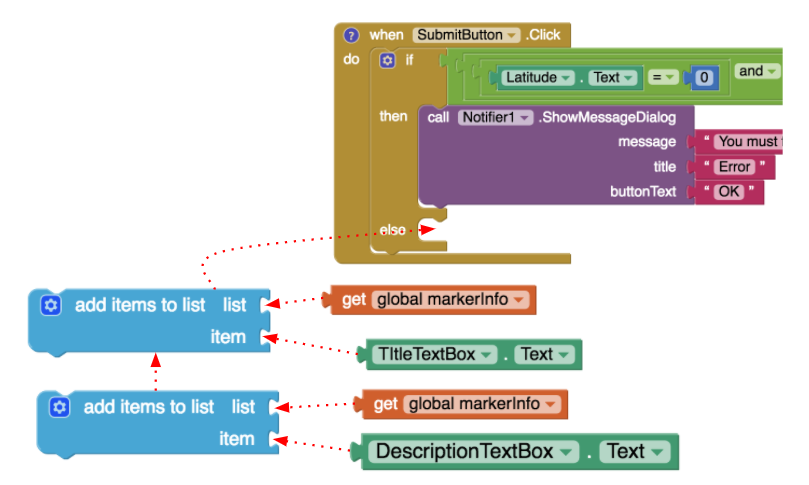 ? when SubmitButton .Click
do if Latitude . Text = 0 and
then call Notifier1 .ShowMessageDialog
message " You must
title " Error "
buttonText " OK "
else
add items to list list get global markerInfo
item TItleTextBox . Text
add items to list list get global markerInfo
item DescriptionTextBox . Text